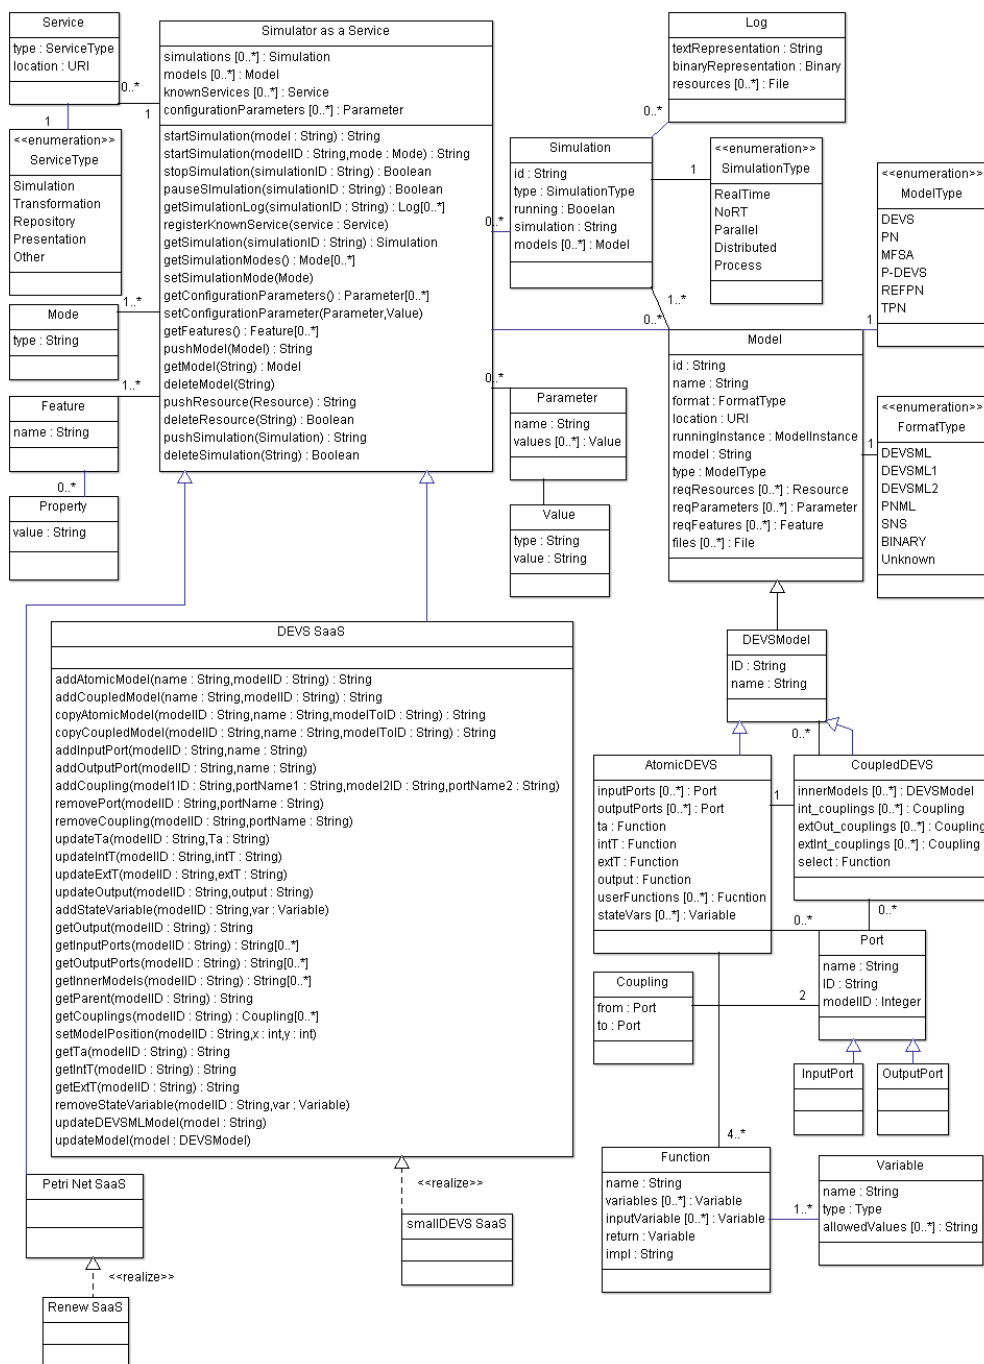 Service
type : ServiceType
location : URI
0..*
1
1
<<enumeration>>
ServiceType
Simulation
Transformation
Repository
Presentation
Other
Mode
type : String
1..*
Feature
name : String
1..*
0..*
Property
value : String
Simulator as a Service
simulations [0..*] : Simulation
models [0..*] : Model
knownServices [0..*] : Service
configurationParameters [0..*] : Parameter
startSimulation(model : String) : String
startSimulation(modelID : String,mode : Mode) : String
stopSimulation(simulationID : String) : Boolean
pauseSImulation(simulationID : String) : Boolean
getSimulationLog(simulationID : String) : Log[0..*]
registerKnownService(service : Service)
getSimulation(simulationID : String) : Simulation
getSimulationModes() : Mode[0..*]
setSimulationMode(Mode)
getConfigurationParameters() : Parameter[0..*]
setConfigurationParameter(Parameter,Value)
getFeatures() : Feature[0..*]
pushModel(Model) : String
getModel(String) : Model
deleteModel(String)
pushResource(Resource) : String
deleteResource(String) : Boolean
pushSimulation(Simulation) : String
deleteSimulation(String) : Boolean
Log
textRepresentation : String
binaryRepresentation : Binary
resources [0..*] : File
0..*
Simulation
id : String
type : SimulationType
running : Booelan
simulation : String
models [0..*] : Model
0..*
1
<<enumeration>>
SimulationType
RealTime
NoRT
Parallel
Distributed
Process
<<enumeration>>
ModelType
DEVS
PN
MFSA
P-DEVS
REFPN
TPN
1..*
0..*
1
Model
id : String
name : String
format : FormatType
location : URI
runningInstance : ModelInstance
model : String
type : ModelType
reqResources [0..*] : Resource
reqParameters [0..*] : Parameter
reqFeatures [0..*] : Feature
files [0..*] : File
1
<<enumeration>>
FormatType
DEVSML
DEVSML1
DEVSML2
PNML
SNS
BINARY
Unknown
0..*
Parameter
name : String
values [0..*] : Value
Value
type : String
value : String
DEVS SaaS
addAtomicModel(name : String,modelID : String) : String
addCoupledModel(name : String,modelID : String) : String
copyAtomicModel(modelID : String,name : String,modelToID : String) : String
copyCoupledModel(modelID : String,name : String,modelToID : String) : String
addInputPort(modelID : String,name : String)
addOutputPort(modelID : String,name : String)
addCoupling(model1ID : String,portName1 : String,model2ID : String,portName2 : String)
removePort(modelID : String,portName : String)
removeCoupling(modelID : String,portName : String)
updateTa(modelID : String,Ta : String)
updateIntT(modelID : String,intT : String)
updateExtT(modelID : String,extT : String)
updateOutput(modelID : String,output : String)
addStateVariable(modelID : String,var : Variable)
getOutput(modelID : String) : String
getInputPorts(modelID : String) : String[0..*]
getOutputPorts(modelID : String) : String[0..*]
getInnerModels(modelID : String) : String[0..*]
getParent(modelID : String) : String
getCouplings(modelID : String) : Coupling[0..*]
setModelPosition(modelID : String,x : int,y : int)
getTa(modelID : String) : String
getIntT(modelID : String) : String
getExtT(modelID : String) : String
removeStateVariable(modelID : String,var : Variable)
updateDEVSMLModel(model : String)
updateModel(model : DEVSModel)
DEVSModel
ID : String
name : String
0..*
AtomicDEVS
inputPorts [0..*] : Port
outputPorts [0..*] : Port
ta : Function
intT : Function
extT : Function
output : Function
userFunctions [0..*] : Fucntion
stateVars [0..*] : Variable
1
CoupledDEVS
innerModels [0..*] : DEVSModel
int_couplings [0..*] : Coupling
extOut_couplings [0..*] : Coupling
extInt_couplings [0..*] : Coupling
select : Function
0..*
0..*
Port
name : String
ID : String
modelID : Integer
Coupling
from : Port
to : Port
2
InputPort
OutputPort
4..*
Function
name : String
variables [0..*] : Variable
inputVariable [0..*] : Variable
return : Variable
impl : String
1..*
Variable
name : String
type : Type
allowedValues [0..*] : String
Petri Net SaaS
<<realize>>
smallDEVS SaaS
<<realize>>
Renew SaaS